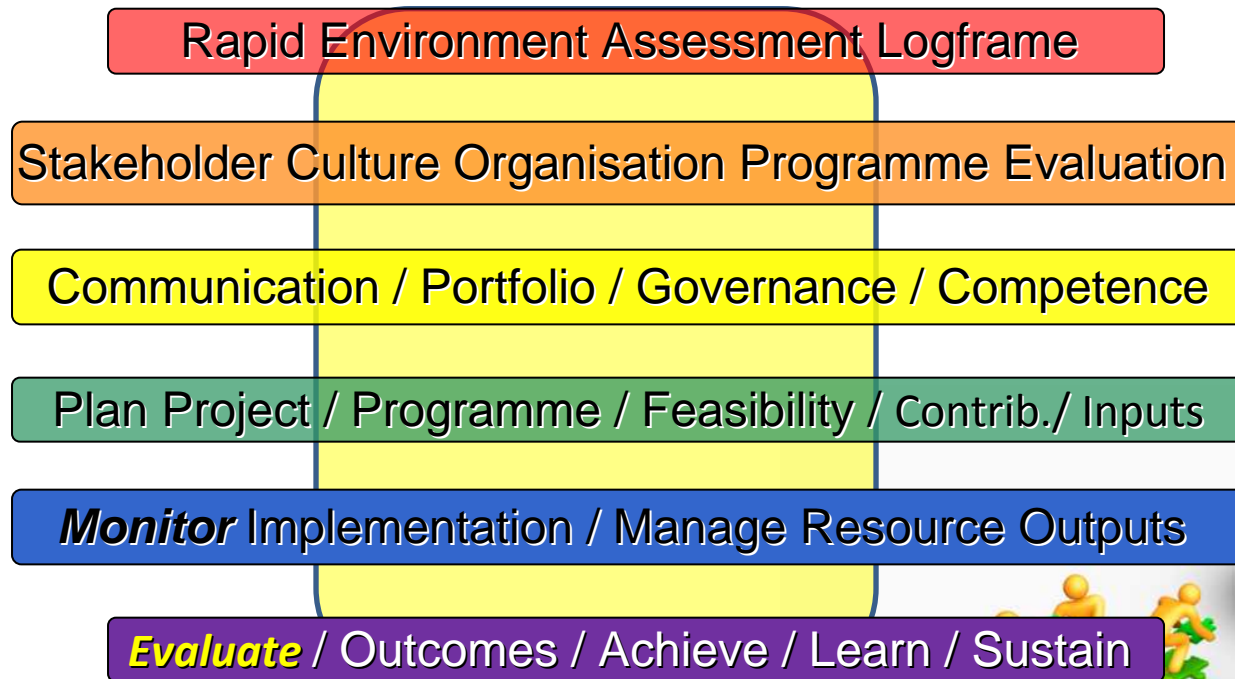 Rapid Environment Assessment Logframe
Stakeholder Culture Organisation Programme Evaluation
Communication / Portfolio / Governance / Competence
Plan Project / Programme / Feasibility / Contrib./ Inputs
Monitor Implementation / Manage Resource Outputs
Evaluate / Outcomes / Achieve / Learn / Sustain